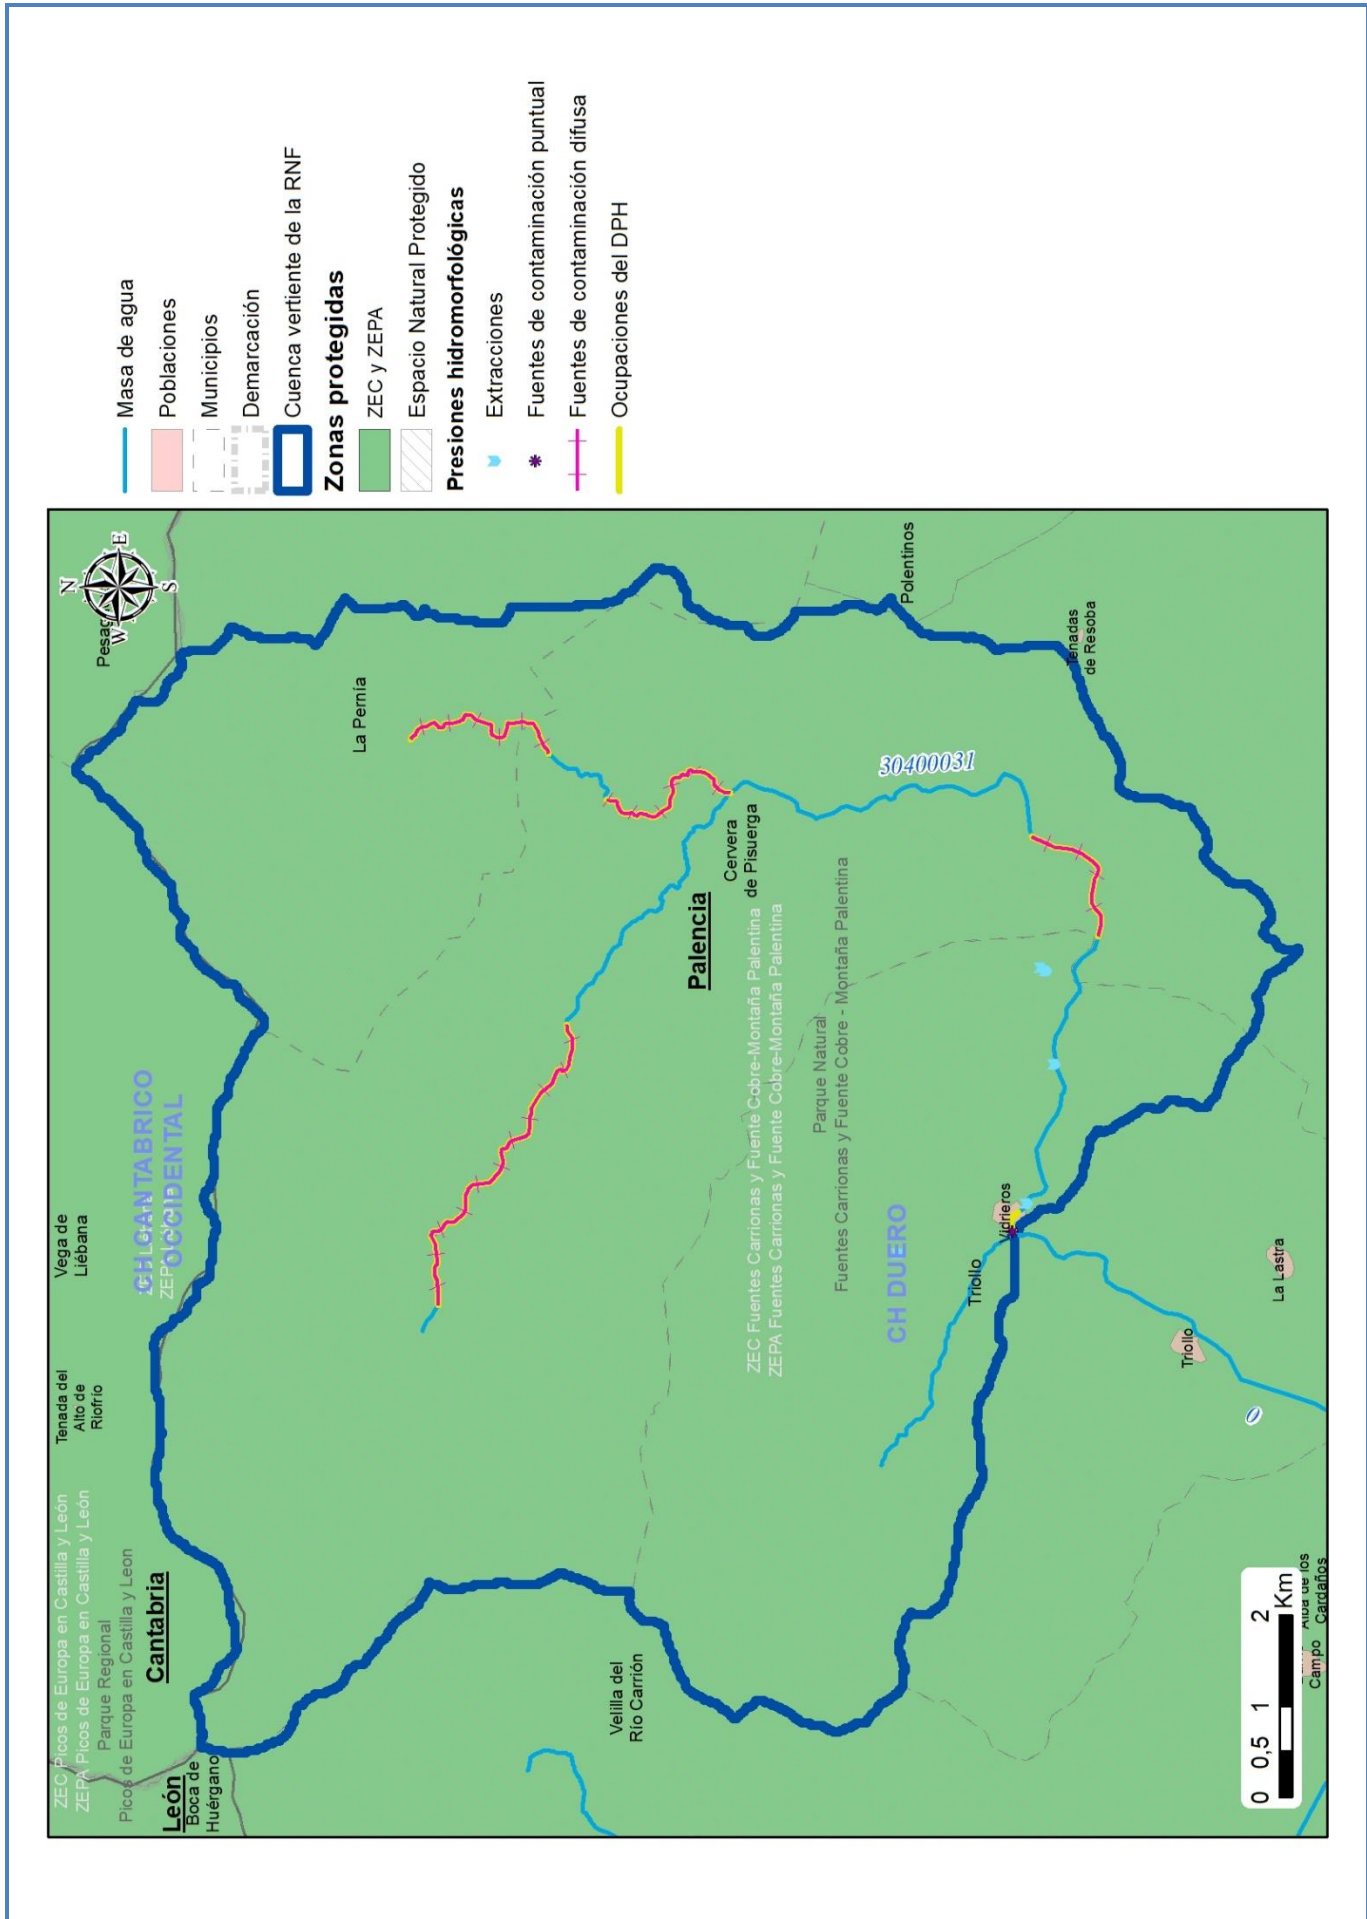 ZEC Picos de Europa en Castilla y León
ZEPA Picos de Europa en Castilla y León
Parque Regional
Picos de Europa en Castilla y Leon
Cantabria
León
Boca de
Huérgano
Tenada del
Alto de
Riofrío
Vega de
Liébana
CH CANTABRICO
OCCIDENTAL
N
E
S
W
La Pernía
Velilla del
Río Carrión
Palencia
Cervera
de Pisuerga
ZEC Fuentes Carrionas y Fuente Cobre-Montaña Palentina
ZEPA Fuentes Carrionas y Fuente Cobre-Montaña Palentina
Parque Natural
Fuentes Carrionas y Fuente Cobre - Montaña Palentina
CH DUERO
30400031
Polentinos
Tenadas
de Resoba
Vidrieros
Triollo
Triollo
La Lastra
0
Alba de los
Cardaños
Campo
0 0,5 1 2
Km
Masa de agua
Poblaciones
Municipios
Demarcación
Cuenca vertiente de la RNF
Zonas protegidas
ZEC y ZEPA
Espacio Natural Protegido
Presiones hidromorfológicas
Extracciones
Fuentes de contaminación puntual
Fuentes de contaminación difusa
Ocupaciones del DPH